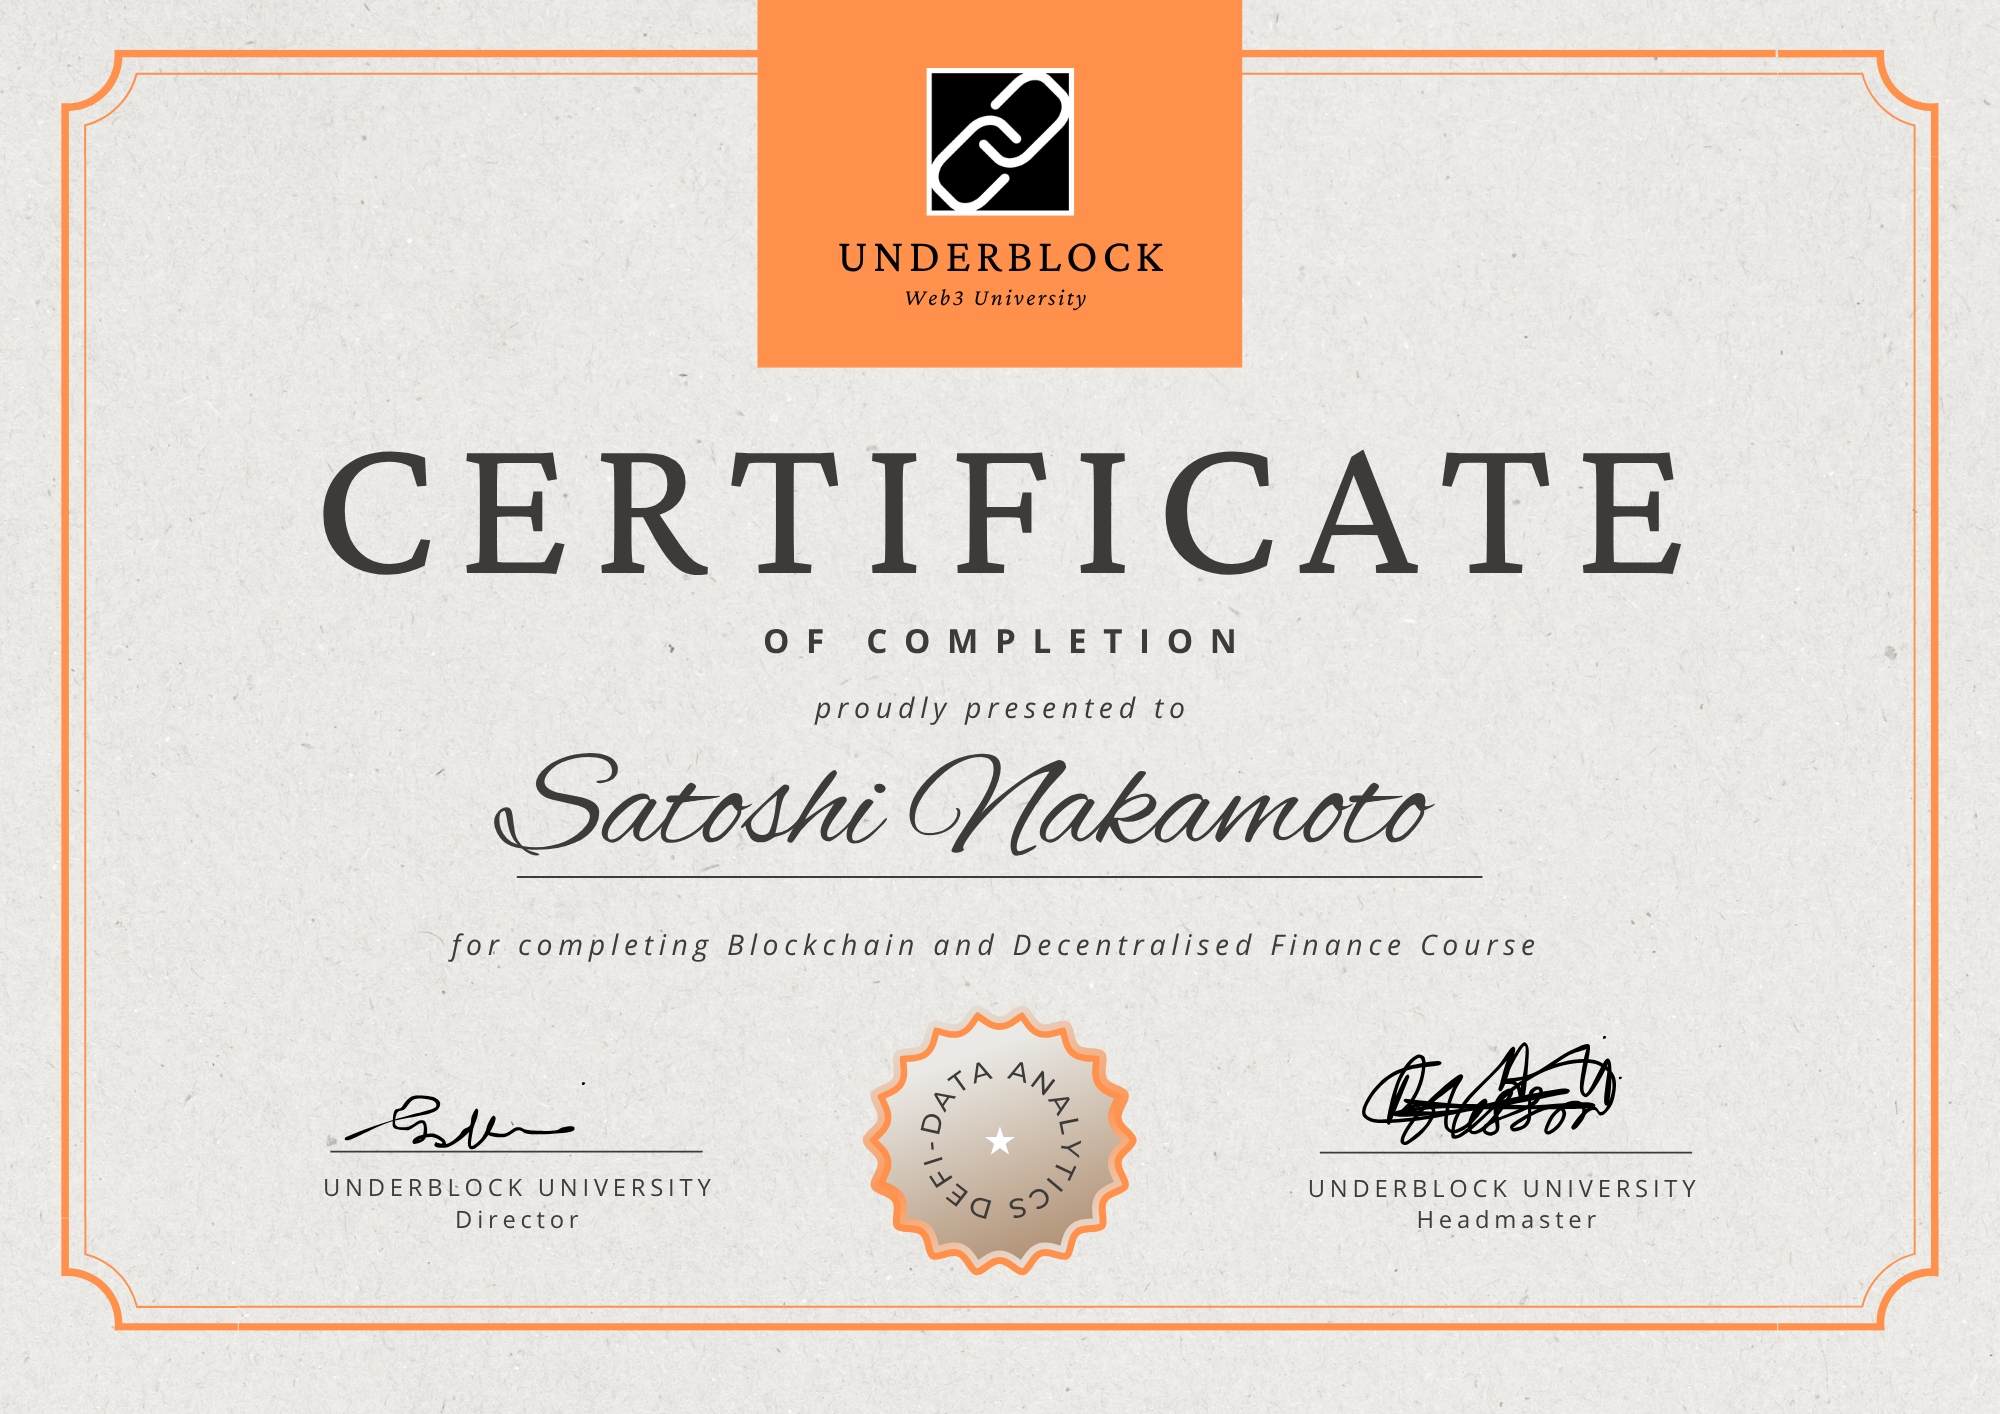 UNDERBLOCK
Web3 University
CERTIFICATE
OF COMPLETION
proudly presented to
Satoshi Nakamoto
for completing Blockchain and Decentralised Finance Course
DEFI-DATA ANALYTICS
UNDERBLOCK UNIVERSITY
Director
UNDERBLOCK UNIVERSITY
Headmaster